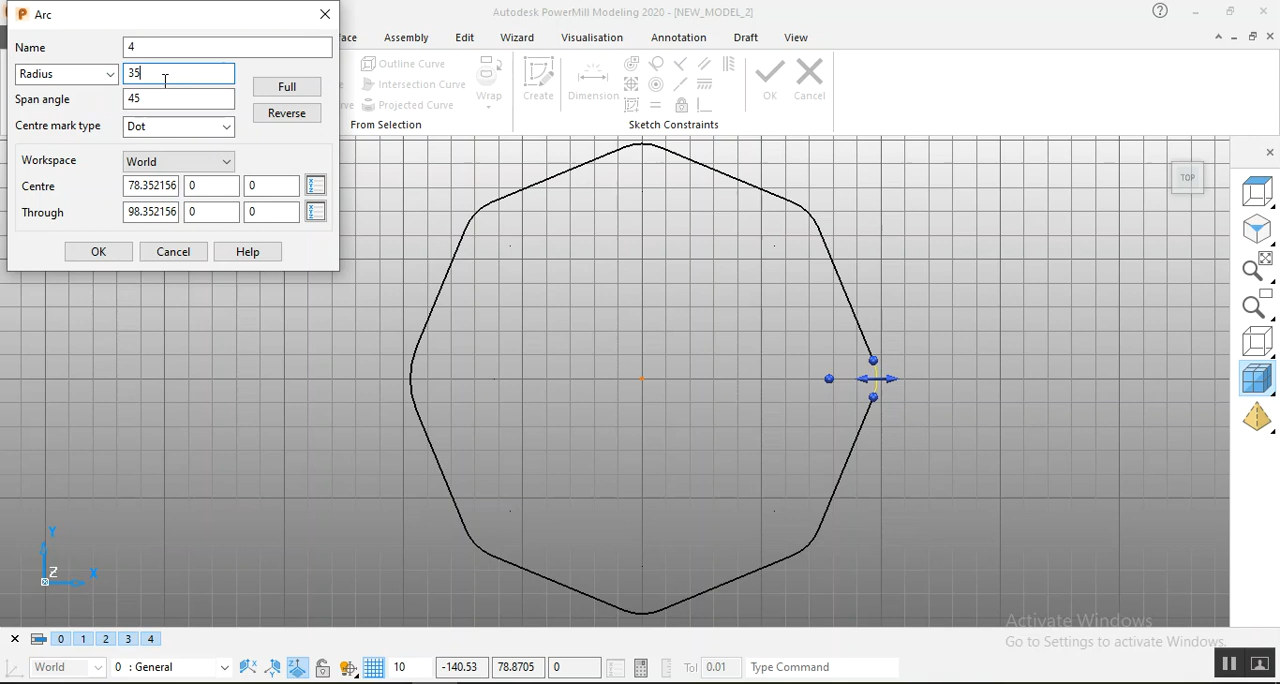 Arc
Autodesk PowerMill Modeling 2020 - [NEW_MODEL_2]
Name 4
face Assembly Edit Wizard Visualisation Annotation Draft View
Radius 35
Full
Span angle 45
Reverse
Centre mark type Dot
Outline Curve
Intersection Curve
Projected Curve
Wrap
Create
Dimension
OK
Cancel
From Selection
Sketch Constraints
Workspace World
Centre 78.352156 0 0
Through 98.352156 0 0
OK Cancel Help
TOP
Y
Z
X
Activate Windows
Go to Settings to activate Windows.
0 1 2 3 4
World 0 : General 10 -140.53 78.8705 0 Tol 0.01 Type Command